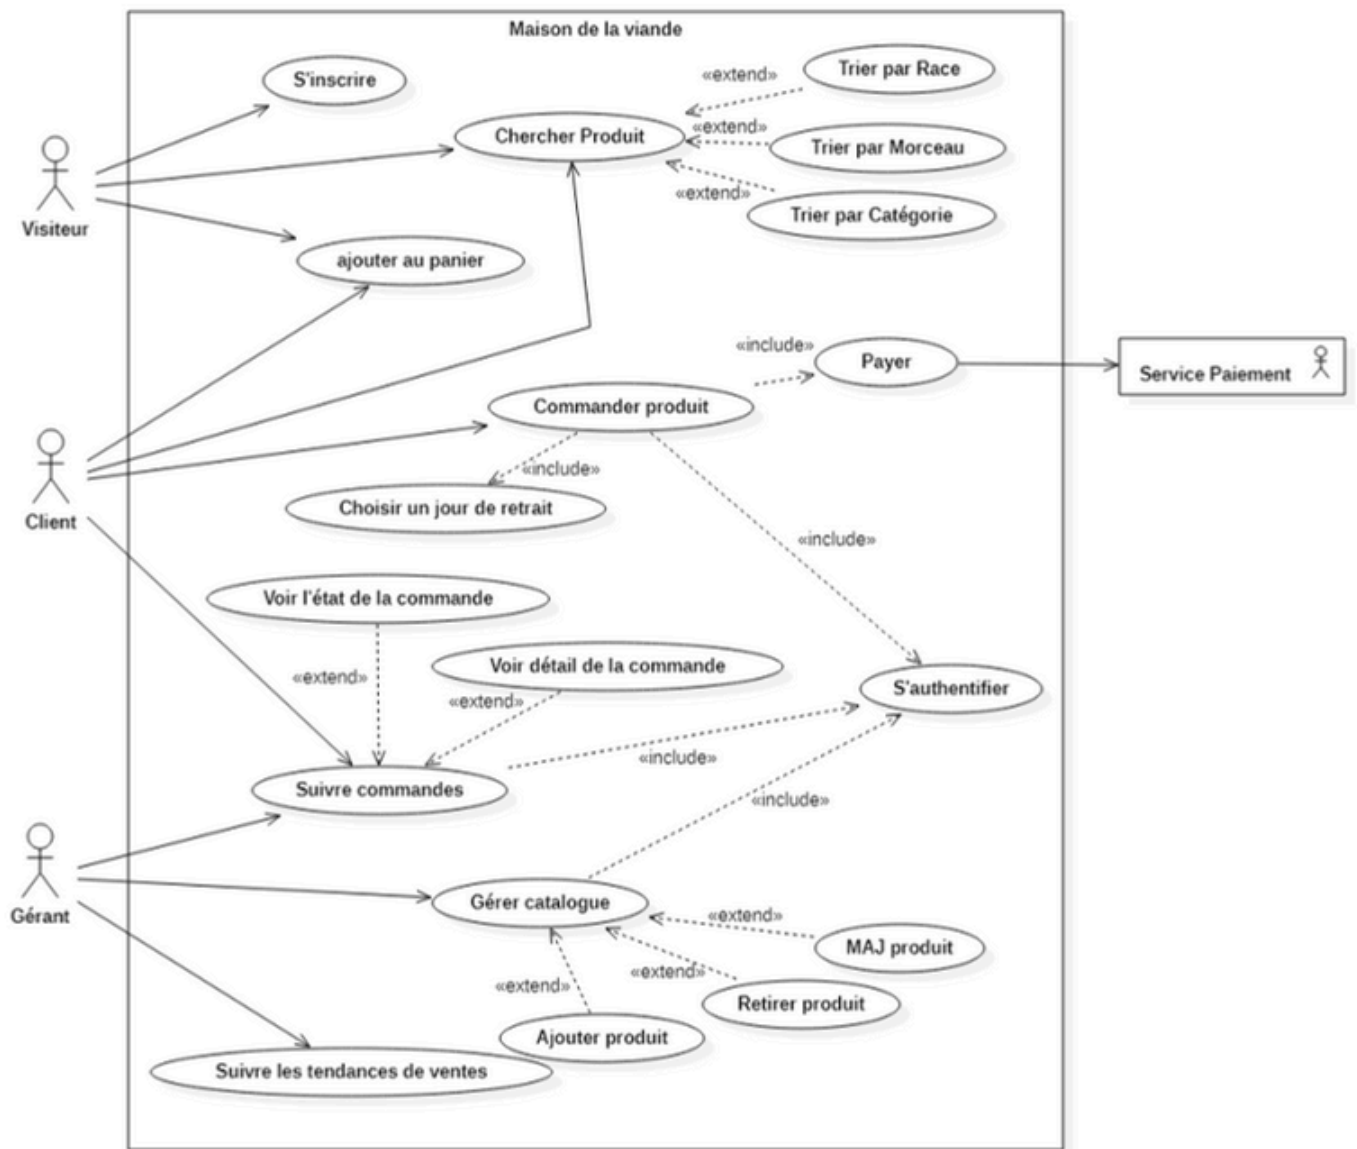 Maison de la viande
S'inscrire
«extend»
Trier par Race
Chercher Produit
«extend»
Trier par Morceau
«extend»
Trier par Catégorie
Visiteur
ajouter au panier
«include»
Payer
Service Paiement
Commander produit
«include»
Choisir un jour de retrait
Client
«include»
Voir l'état de la commande
«extend»
Voir détail de la commande
«extend»
S'authentifier
«include»
Suivre commandes
«include»
Gérant
Gérer catalogue
«extend»
MAJ produit
«extend»
Retirer produit
«extend»
Ajouter produit
Suivre les tendances de ventes